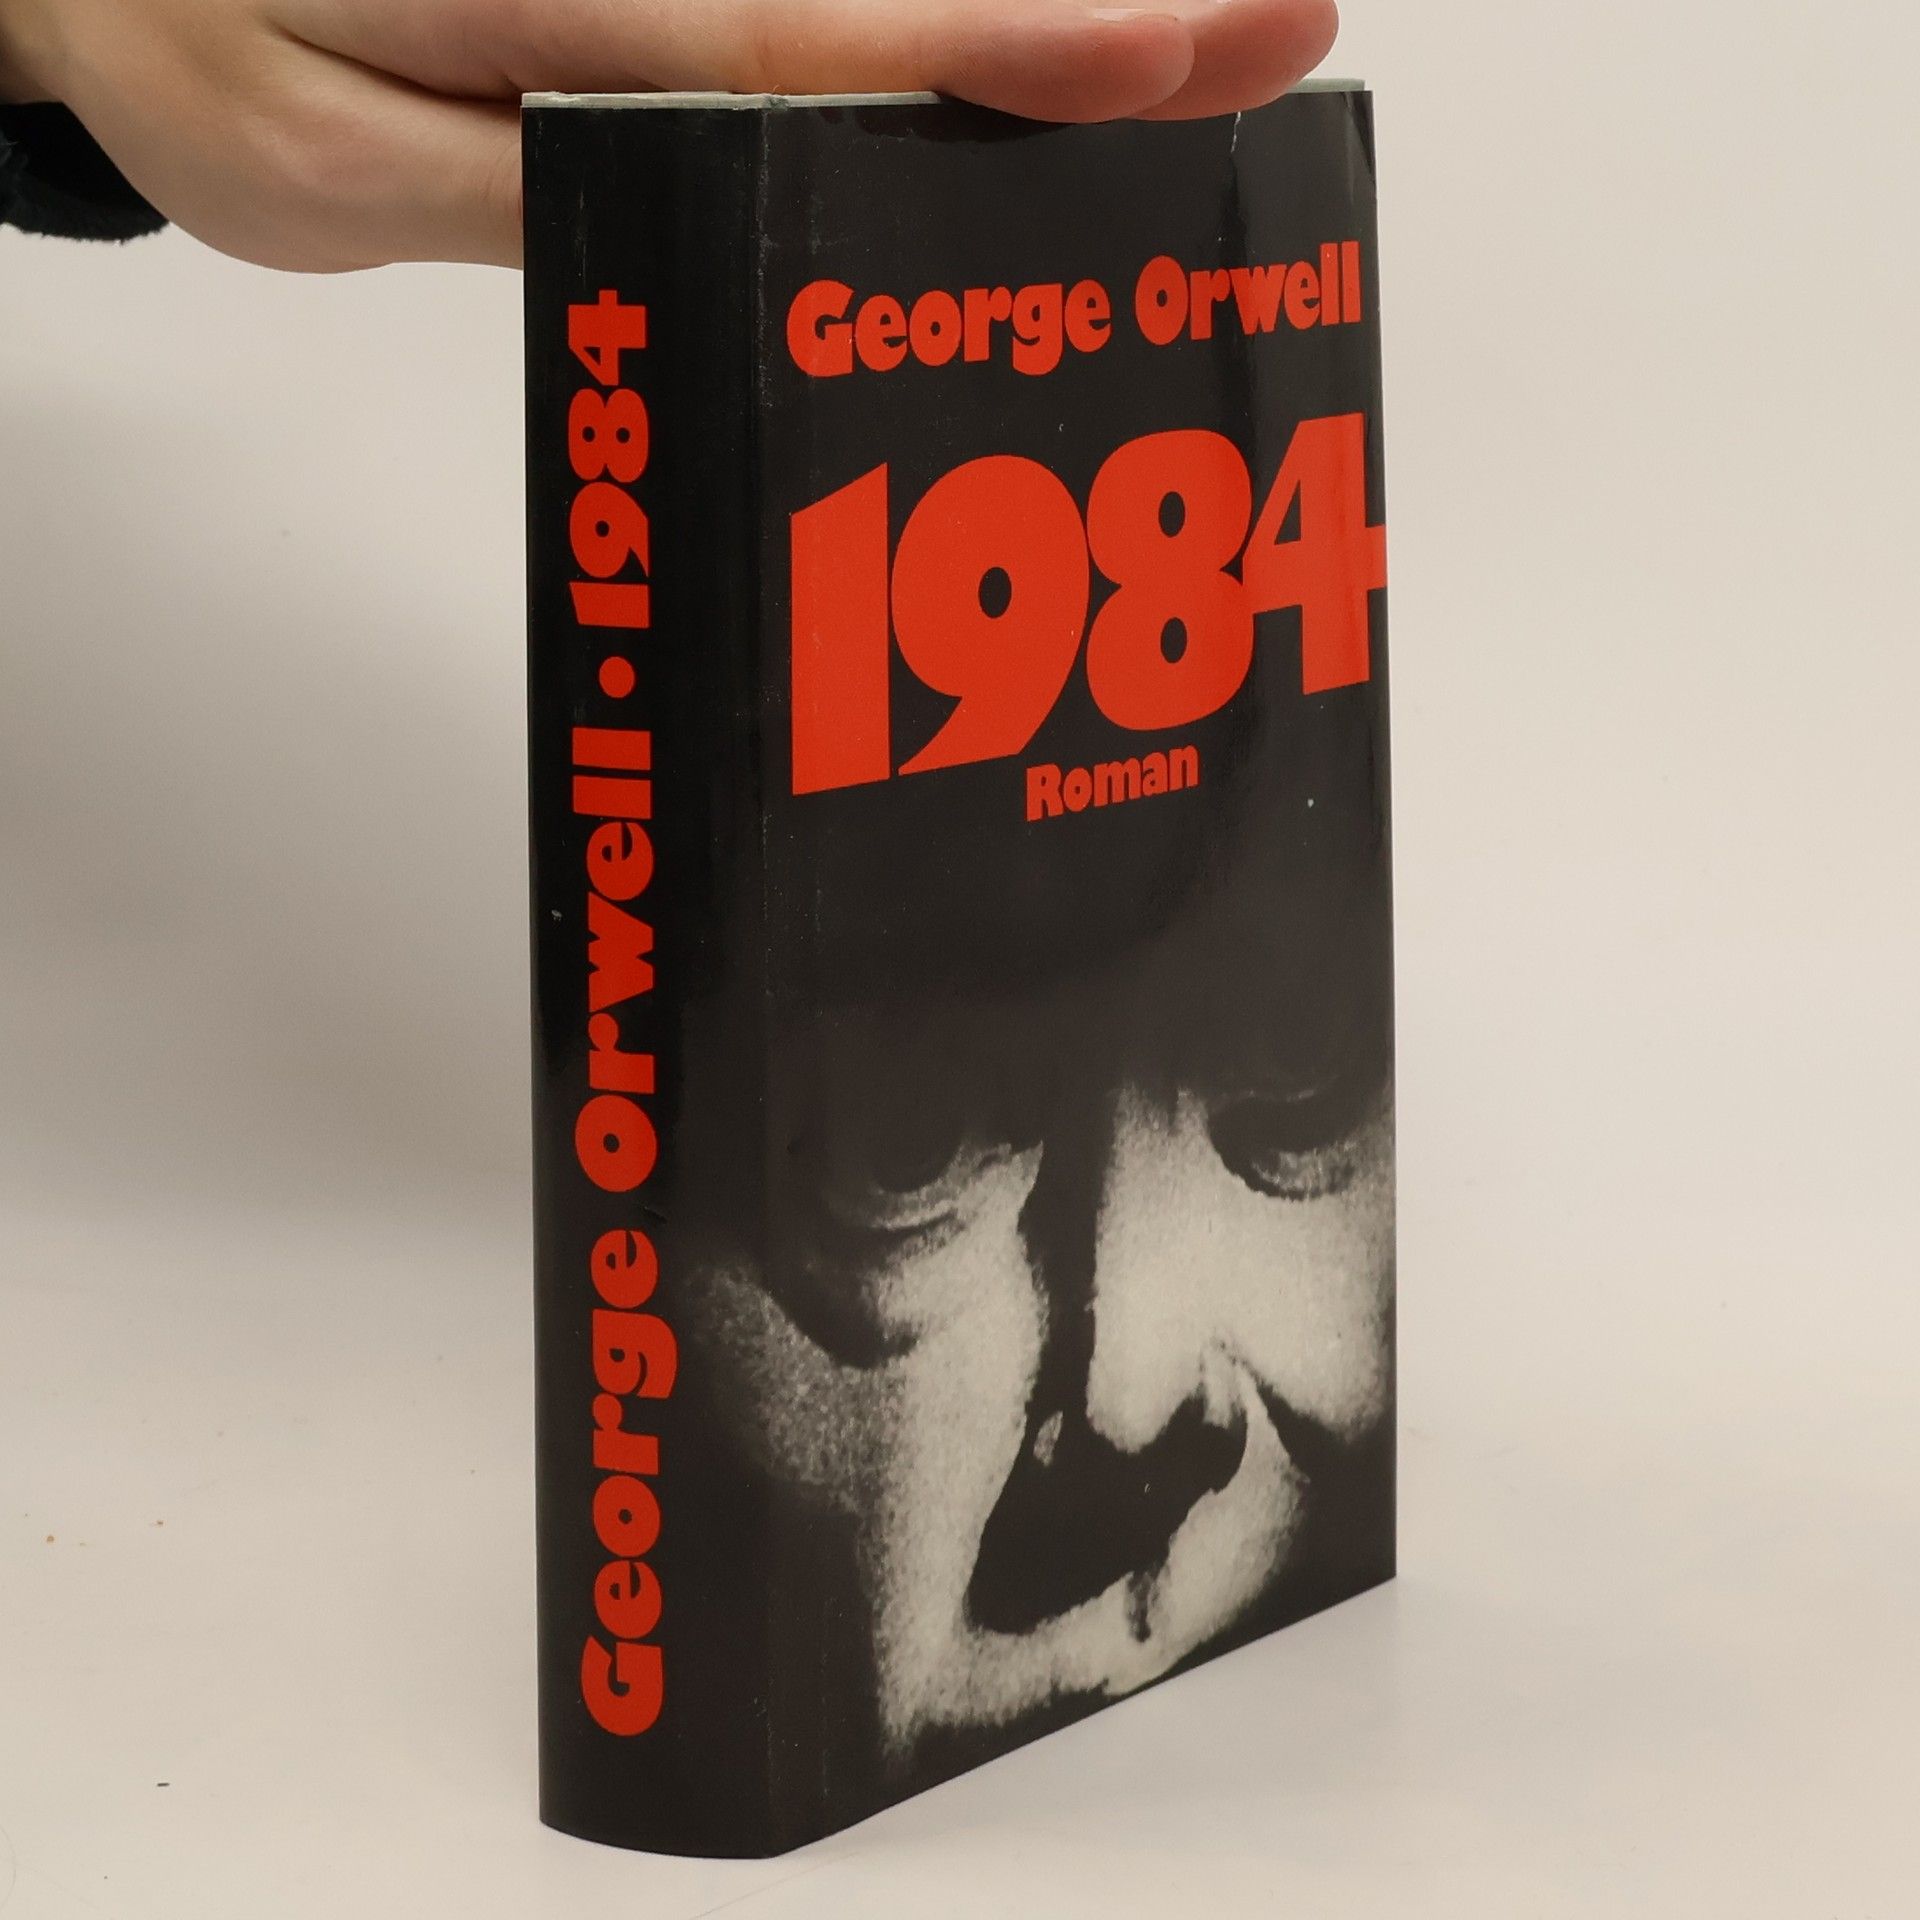 George Orwell • 1984
George Orwell
1984
Roman